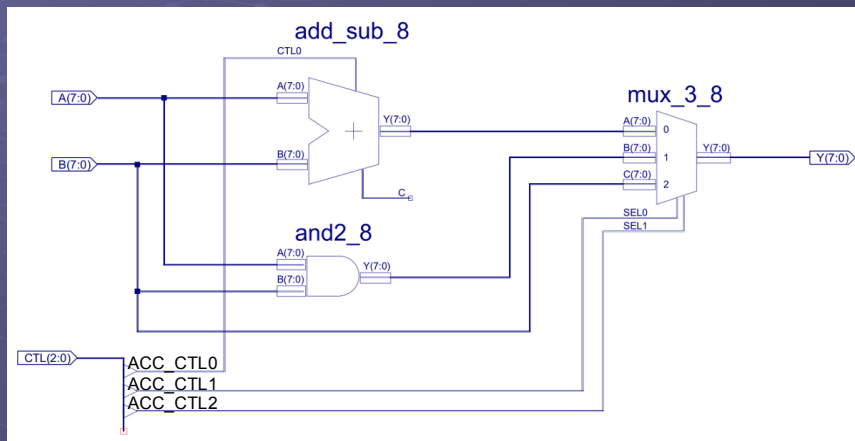 add_sub_8
CTL0
A(7:0)
A(7:0)
Y(7:0)
B(7:0)
B(7:0)
C
mux_3_8
A(7:0)
0
B(7:0)
1
C(7:0)
2
Y(7:0)
Y(7:0)
SEL0
SEL1
and2_8
A(7:0)
B(7:0)
Y(7:0)
CTL(2:0)
ACC_CTL0
ACC_CTL1
ACC_CTL2